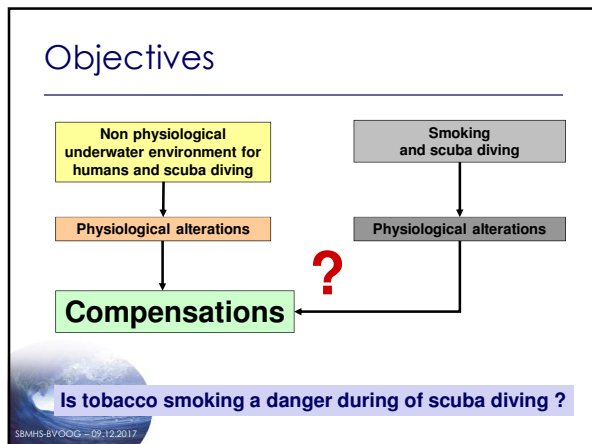 Objectives
Non physiological
underwater environment for
humans and scuba diving
Smoking
and scuba diving
Physiological alterations
Physiological alterations
?
Compensations
Is tobacco smoking a danger during of scuba diving ?
SBMHS-BVOOG – 09.12.2017